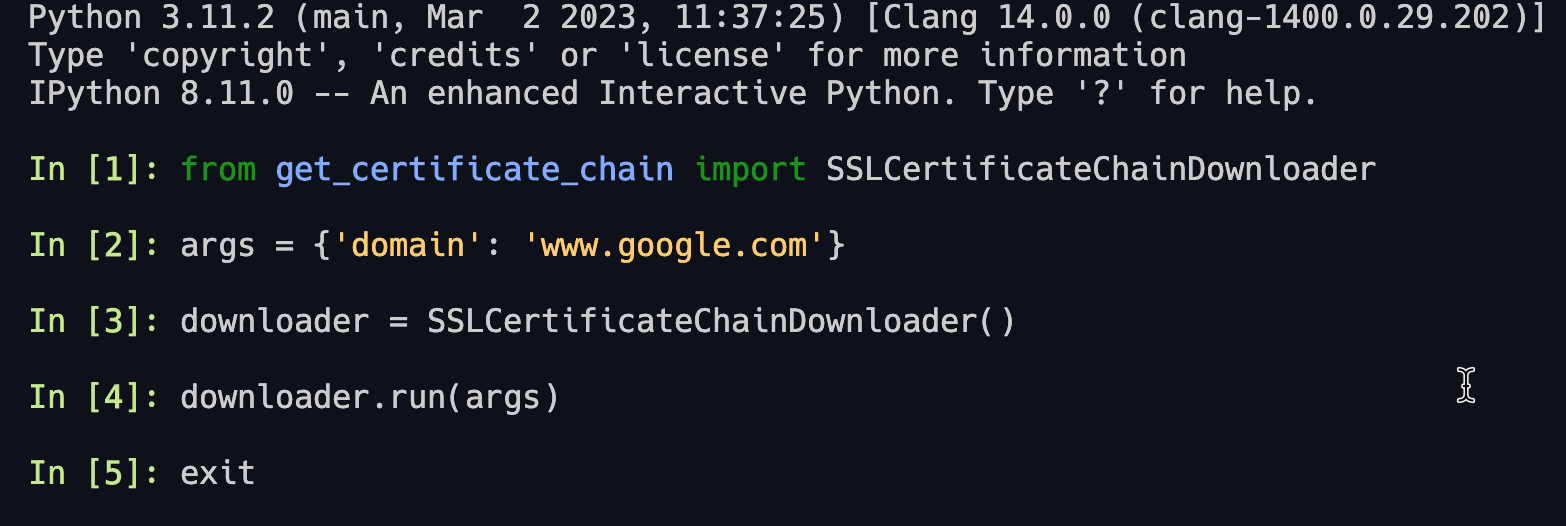 Python 3.11.2 (main, Mar  2 2023, 11:37:25) [Clang 14.0.0 (clang-1400.0.29.202)]
Type 'copyright', 'credits' or 'license' for more information
IPython 8.11.0 -- An enhanced Interactive Python. Type '?' for help.
In [1]: from get_certificate_chain import SSLCertificateChainDownloader
In [2]: args = {'domain': 'www.google.com'}
In [3]: downloader = SSLCertificateChainDownloader()
In [4]: downloader.run(args)
In [5]: exit